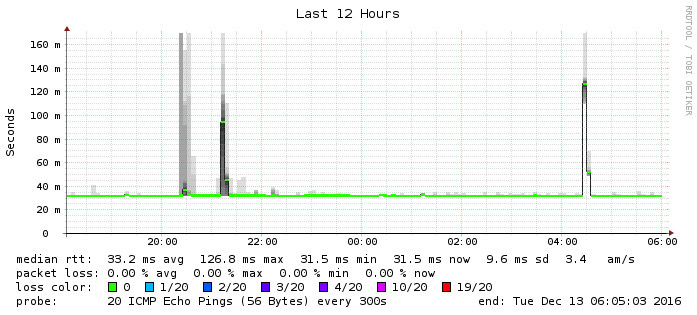 Last 12 Hours
RRDTOOL / TOBI OETIKER
Seconds
160 m
140 m
120 m
100 m
80 m
60 m
40 m
20 m
0
20:00 22:00 00:00 02:00 04:00 06:00
median rtt: 33.2 ms avg 126.8 ms max 31.5 ms min 31.5 ms now 9.6 ms sd 3.4 am/s
packet loss: 0.00 % avg 0.00 % max 0.00 % min 0.00 % now
loss color: 0 1/20 2/20 3/20 4/20 10/20 19/20
probe: 20 ICMP Echo Pings (56 Bytes) every 300s end: Tue Dec 13 06:05:03 2016